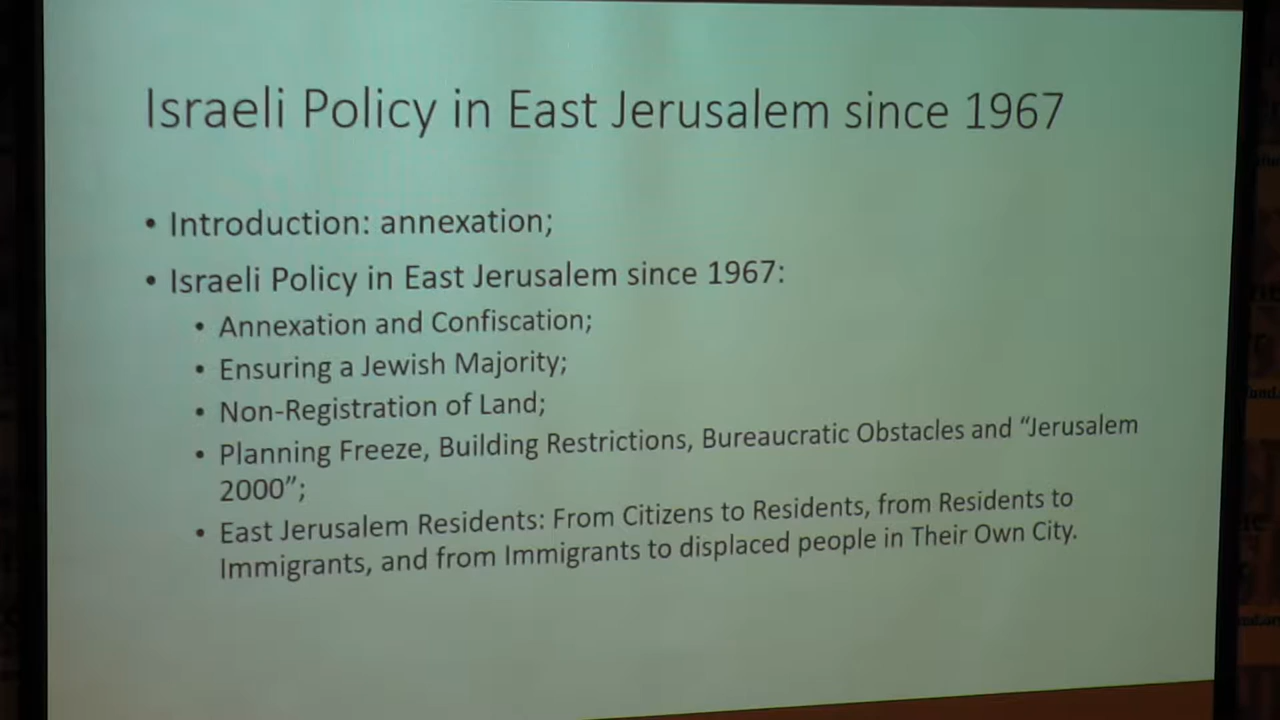 Israeli Policy in East Jerusalem since 1967
• Introduction: annexation;
• Israeli Policy in East Jerusalem since 1967:
• Annexation and Confiscation;
• Ensuring a Jewish Majority;
• Non-Registration of Land;
• Planning Freeze, Building Restrictions, Bureaucratic Obstacles and “Jerusalem
2000”;
• East Jerusalem Residents: From Citizens to Residents, from Residents to
Immigrants, and from Immigrants to displaced people in Their Own City.